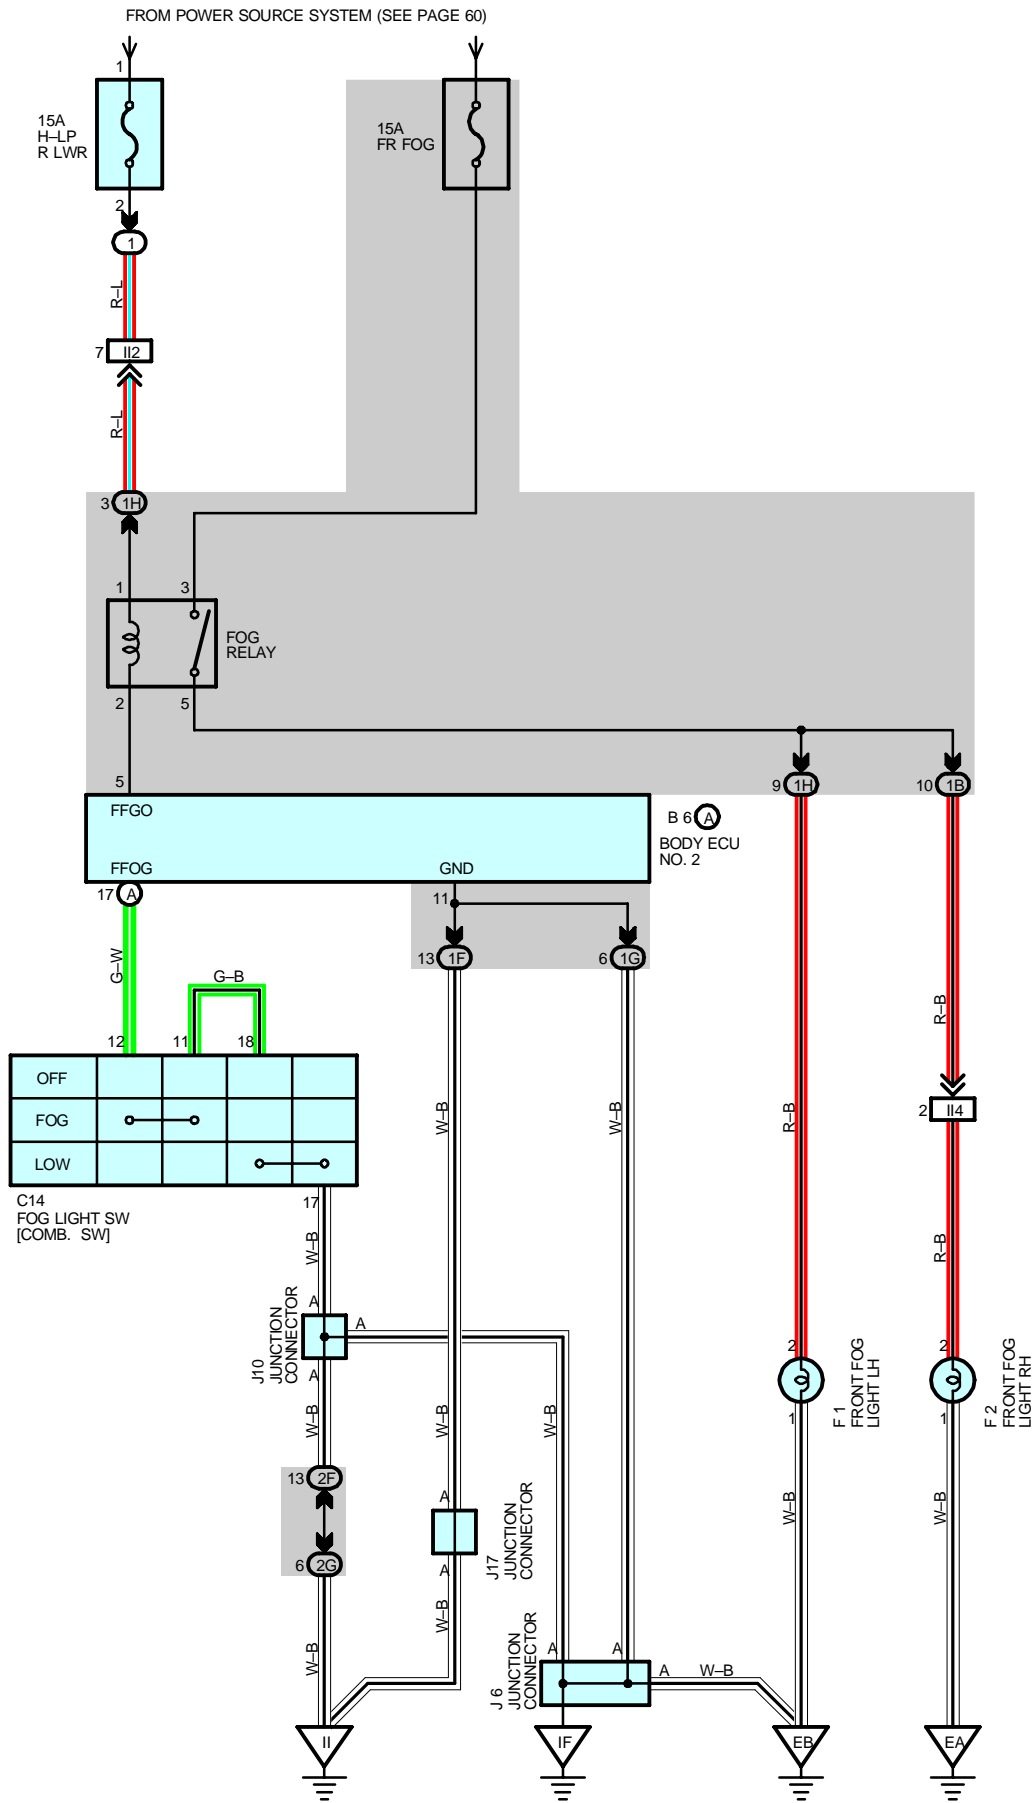 FROM POWER SOURCE SYSTEM (SEE PAGE 60)
1
15A
H–LP
R LWR
15A
FR FOG
2
1
R–L
7
II2
R–L
3
1H
1
3
FOG
RELAY
2
5
5
9
1H
10
1B
FFGO
FFOG
GND
B 6
A
BODY ECU
NO. 2
17
A
11
13
1F
6
1G
G–W
G–B
12
11
18
OFF
FOG
LOW
C14
FOG LIGHT SW
[COMB. SW]
17
W–B
W–B
W–B
R–B
R–B
2
II4
R–B
A
A
J10
JUNCTION
CONNECTOR
A
W–B
W–B
W–B
2
F 1
FRONT FOG
LIGHT LH
1
2
F 2
FRONT FOG
LIGHT RH
1
13
2F
6
2G
A
J17
JUNCTION
CONNECTOR
A
W–B
W–B
W–B
W–B
J 6
JUNCTION
CONNECTOR
A
A
A
W–B
II
IF
EB
EA